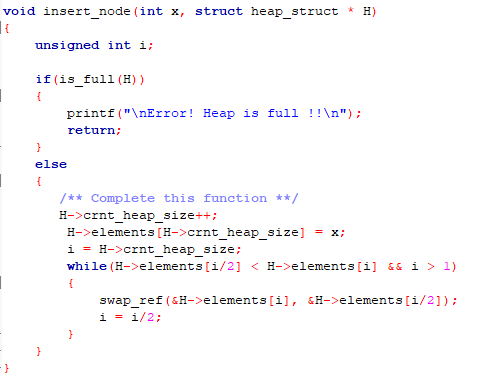 void insert_node(int x, struct heap_struct * H)
{
    unsigned int i;

    if(is_full(H))
    {
        printf("\nError! Heap is full !!\n");
        return;
    }
    else
    {
       /** Complete this function **/
       H->crnt_heap_size++;
        H->elements[H->crnt_heap_size] = x;
        i = H->crnt_heap_size;
        while(H->elements[i/2] < H->elements[i] && i > 1)
        {
            swap_ref(&H->elements[i], &H->elements[i/2]);
            i = i/2;
        }
    }
}